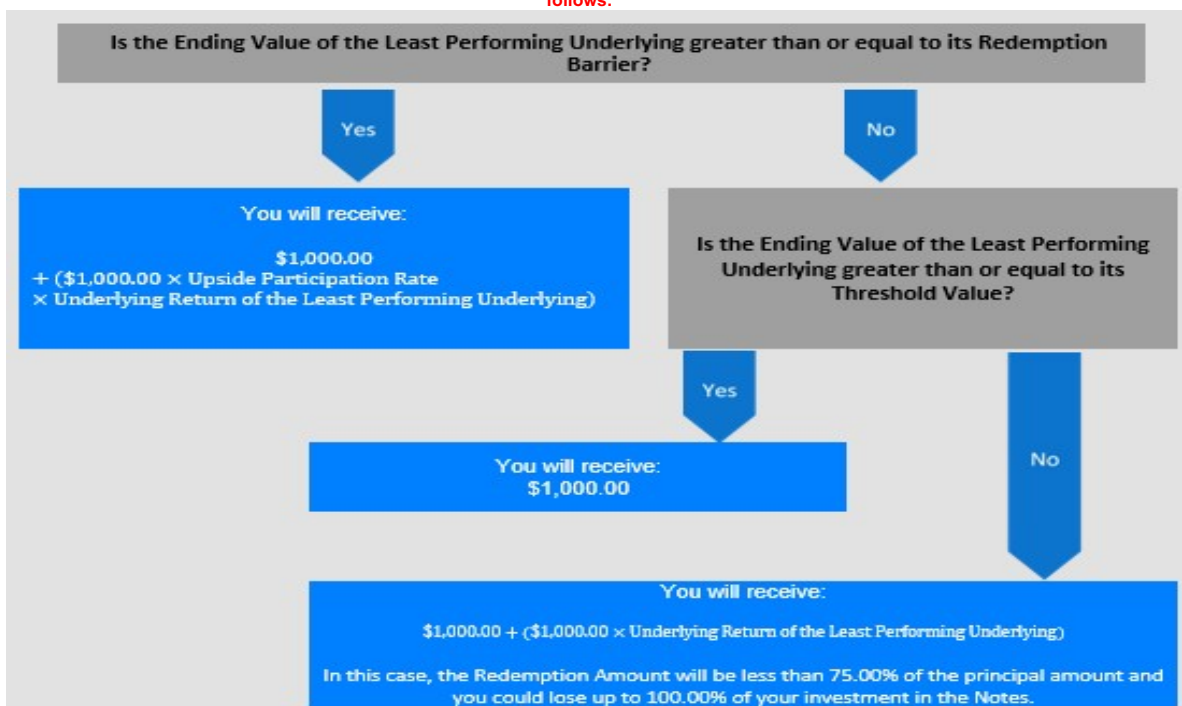 follows:
Is the Ending Value of the Least Performing Underlying greater than or equal to its Redemption
Barrier?
Yes
No
You will receive:
$1,000.00
+ ($1,000.00 × Upside Participation Rate
× Underlying Return of the Least Performing Underlying)
Is the Ending Value of the Least Performing
Underlying greater than or equal to its
Threshold Value?
Yes
No
You will receive:
$1,000.00
You will receive:
$1,000.00 + ($1,000.00 × Underlying Return of the Least Performing Underlying)
In this case, the Redemption Amount will be less than 75.00% of the principal amount and
you could lose up to 100.00% of your investment in the Notes.